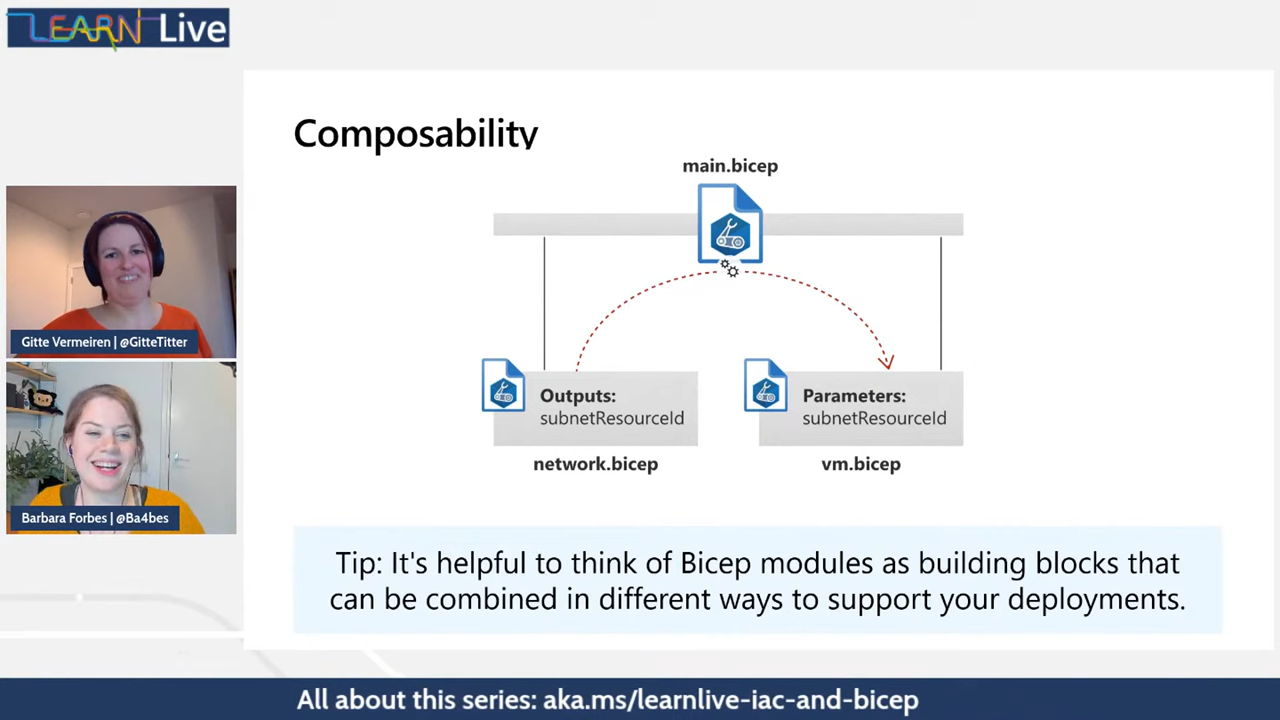 LEARN Live
Composability
main.bicep
Outputs:
subnetResourceId
network.bicep
Parameters:
subnetResourceId
vm.bicep
Gitte Vermeiren | @GitteTitter
Barbara Forbes | @Ba4bes
Tip: It's helpful to think of Bicep modules as building blocks that
can be combined in different ways to support your deployments.
All about this series: aka.ms/learnlive-iac-and-bicep